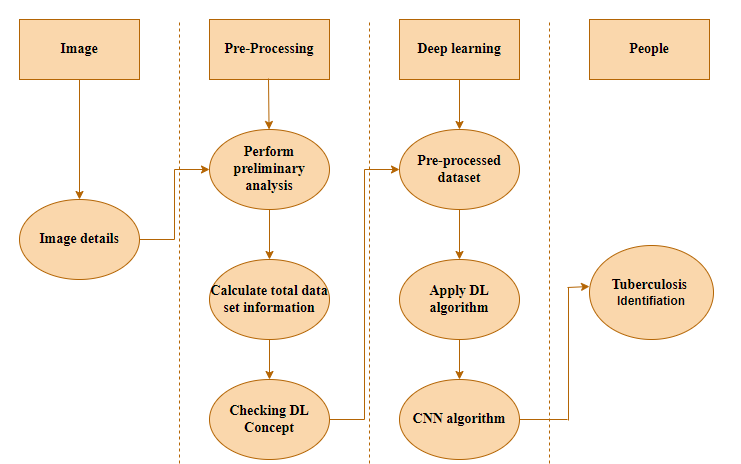 Image
Pre-Processing
Deep learning
People
Perform
preliminary
analysis
Pre-processed
dataset
Image details
Calculate total data
set information
Apply DL
algorithm
Tuberculosis
Identifiation
Checking DL
Concept
CNN algorithm